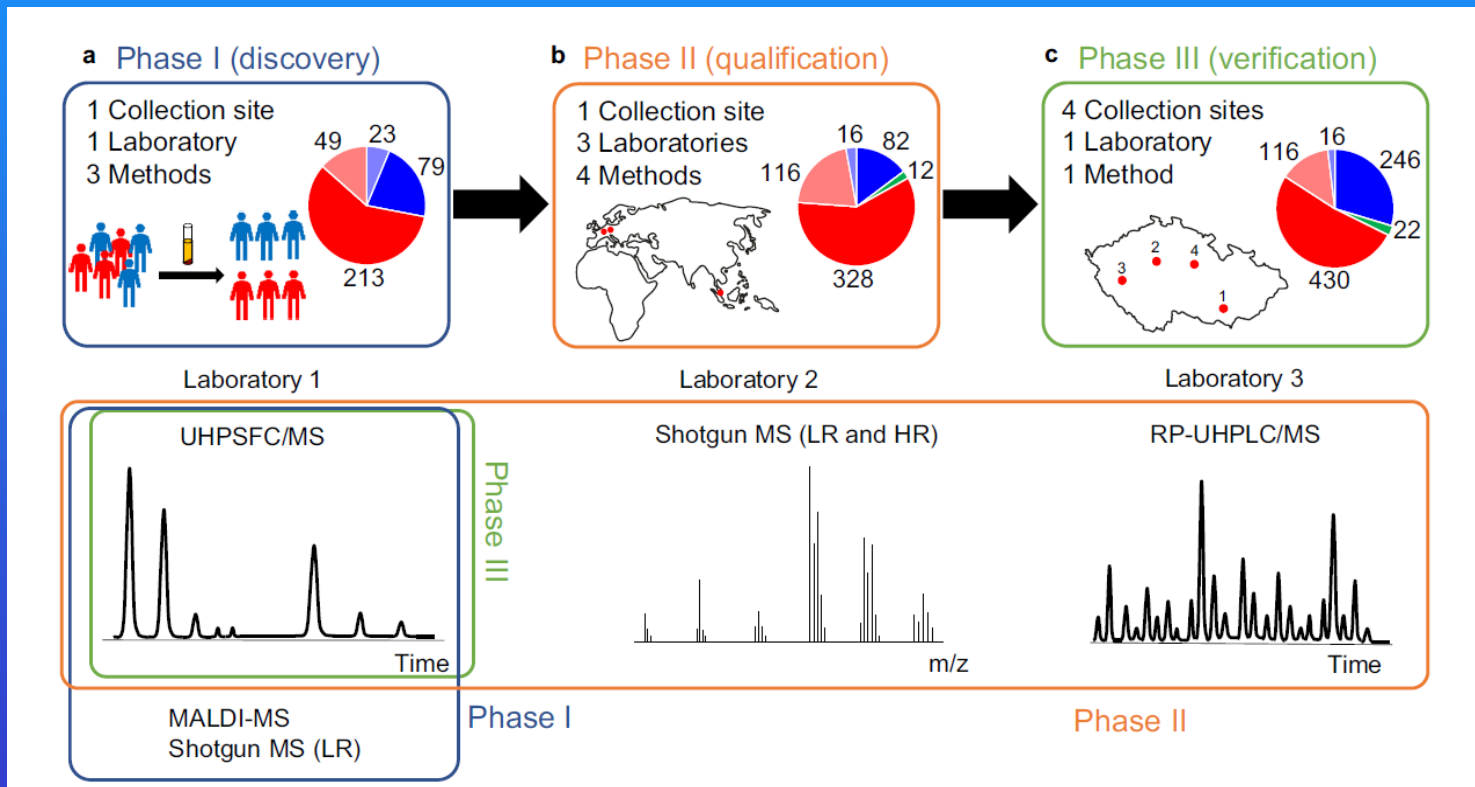 a Phase I (discovery)
1 Collection site
1 Laboratory
3 Methods
49
23
79
213
b Phase II (qualification)
1 Collection site
3 Laboratories
4 Methods
16
82
116
12
328
c Phase III (verification)
4 Collection sites
1 Laboratory
1 Method
16
116
246
22
430
2
4
3
1
Laboratory 1
Laboratory 2
Laboratory 3
UHPSFC/MS
Time
Phase III
Shotgun MS (LR and HR)
m/z
RP-UHPLC/MS
Time
MALDI-MS
Shotgun MS (LR)
Phase I
Phase II